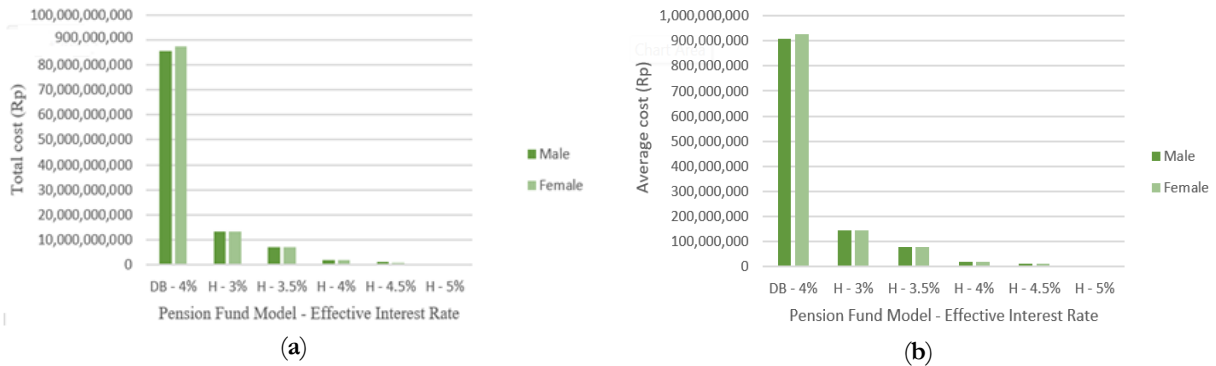 100,000,000,000
900,000,000,000
80,000,000,000
70,000,000,000
60,000,000,000
50,000,000,000
40,000,000,000
30,000,000,000
20,000,000,000
10,000,000,000
0
Total cost (Rp)
DB - 4% H - 3% H - 3.5% H - 4% H - 4.5% H - 5%
Pension Fund Model - Effective Interest Rate
Male
Female
(a)
1,000,000,000
900,000,000
800,000,000
700,000,000
600,000,000
500,000,000
400,000,000
300,000,000
200,000,000
100,000,000
0
Average cost (Rp)
Chart Area
DB - 4% H - 3% H - 3.5% H - 4% H - 4.5% H - 5%
Pension Fund Model - Effective Interest Rate
Male
Female
(b)